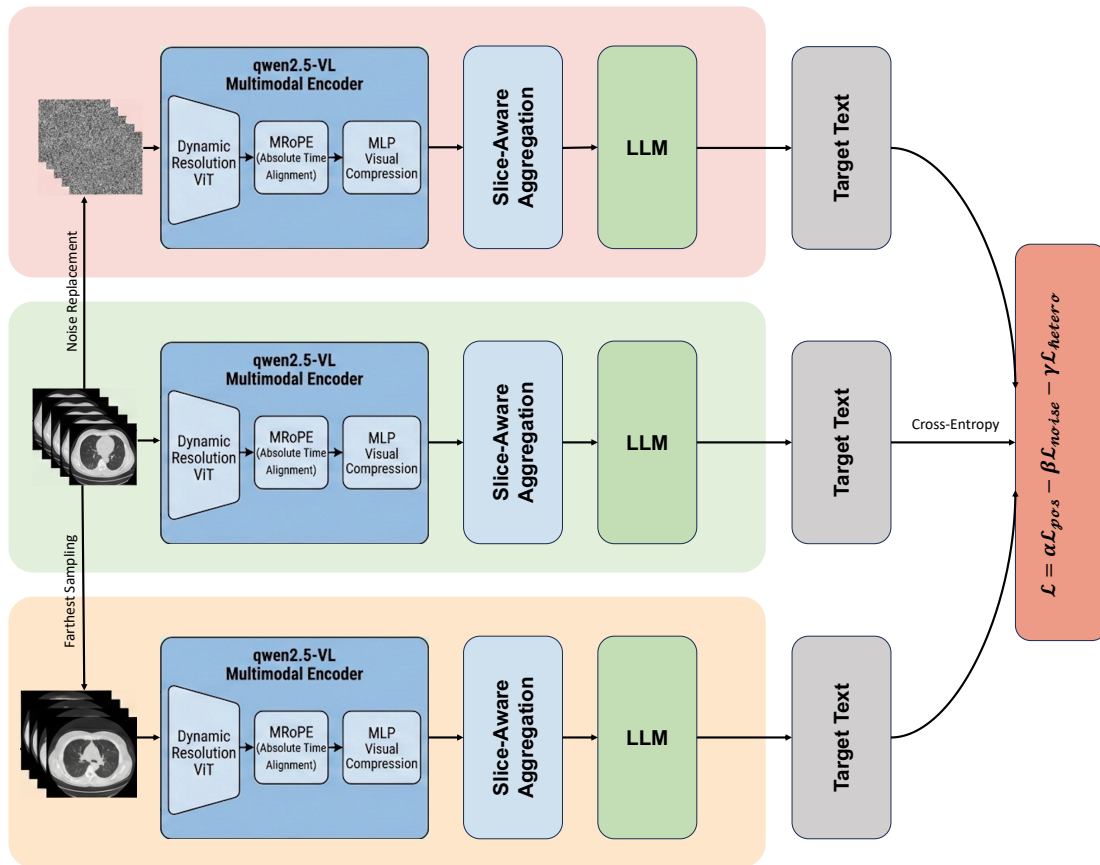 qwen2.5-VL
Multimodal Encoder
Dynamic
Resolution
ViT
MRoPE
(Absolute Time
Alignment)
MLP
Visual
Compression
Slice-Aware
Aggregation
LLM
Target Text
Noise Replacement
qwen2.5-VL
Multimodal Encoder
Dynamic
Resolution
ViT
MRoPE
(Absolute Time
Alignment)
MLP
Visual
Compression
Slice-Aware
Aggregation
LLM
Target Text
Cross-Entropy
ℒ = αℒ_pos − βℒ_noise − γℒ_hetero
Farthest Sampling
qwen2.5-VL
Multimodal Encoder
Dynamic
Resolution
ViT
MRoPE
(Absolute Time
Alignment)
MLP
Visual
Compression
Slice-Aware
Aggregation
LLM
Target Text